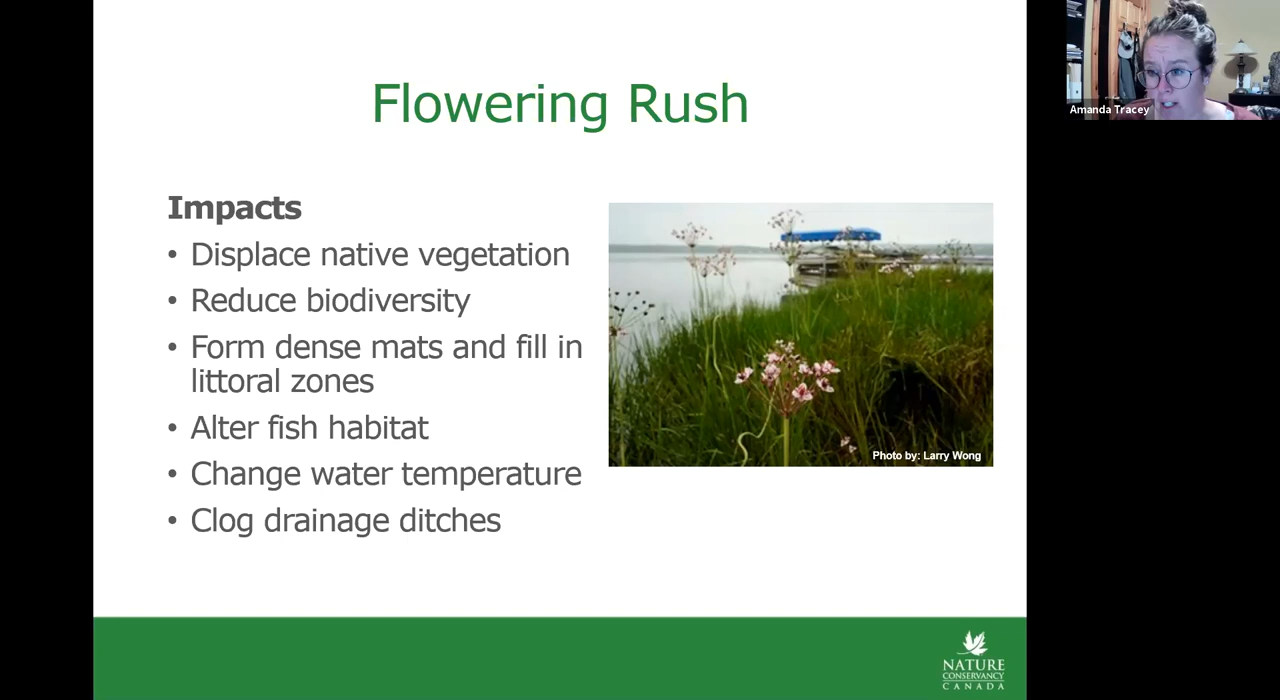 Flowering Rush
Impacts
• Displace native vegetation
• Reduce biodiversity
• Form dense mats and fill in
littoral zones
• Alter fish habitat
• Change water temperature
• Clog drainage ditches
Photo by: Larry Wong
NATURE
CONSERVANCY
CANADA
Amanda Tracey